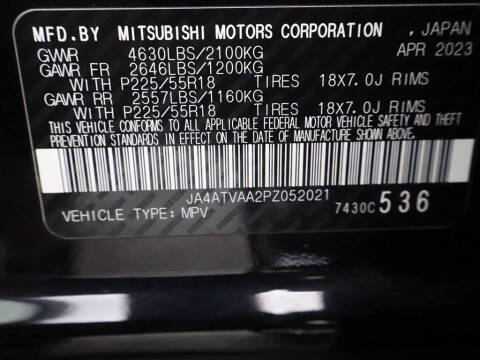 MFD.BY MITSUBISHI MOTORS CORPORATION , JAPAN
GVWR 4630LBS/2100KG APR 2023
GAWR FR 2646LBS/1200KG
WITH P225/55R18 TIRES 18X7.0J RIMS
GAWR RR 2557LBS/1160KG
WITH P225/55R18 TIRES 18X7.0J RIMS
THIS VEHICLE CONFORMS TO ALL APPLICABLE FEDERAL MOTOR VEHICLE SAFETY AND THEFT
PREVENTION STANDARDS IN EFFECT ON THE DATE OF MANUFACTURE SHOWN ABOVE.
JA4ATVAA2PZ052021
VEHICLE TYPE: MPV 7430C 536